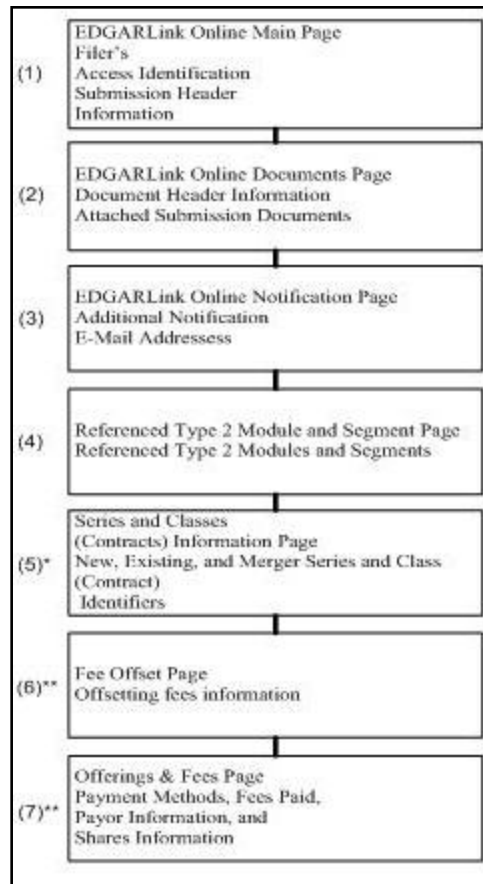 (1)
EDGARLink Online Main Page
Filer's
Access Identification
Submission Header
Information
(2)
EDGARLink Online Documents Page
Document Header Information
Attached Submission Documents
(3)
EDGARLink Online Notification Page
Additional Notification
E-Mail Addressess
(4)
Referenced Type 2 Module and Segment Page
Referenced Type 2 Modules and Segments
(5)*
Series and Classes
(Contracts) Information Page
New, Existing, and Merger Series and Class
(Contract)
Identifiers
(6)**
Fee Offset Page
Offsetting fees information
(7)**
Offerings & Fees Page
Payment Methods, Fees Paid,
Payor Information, and
Shares Information